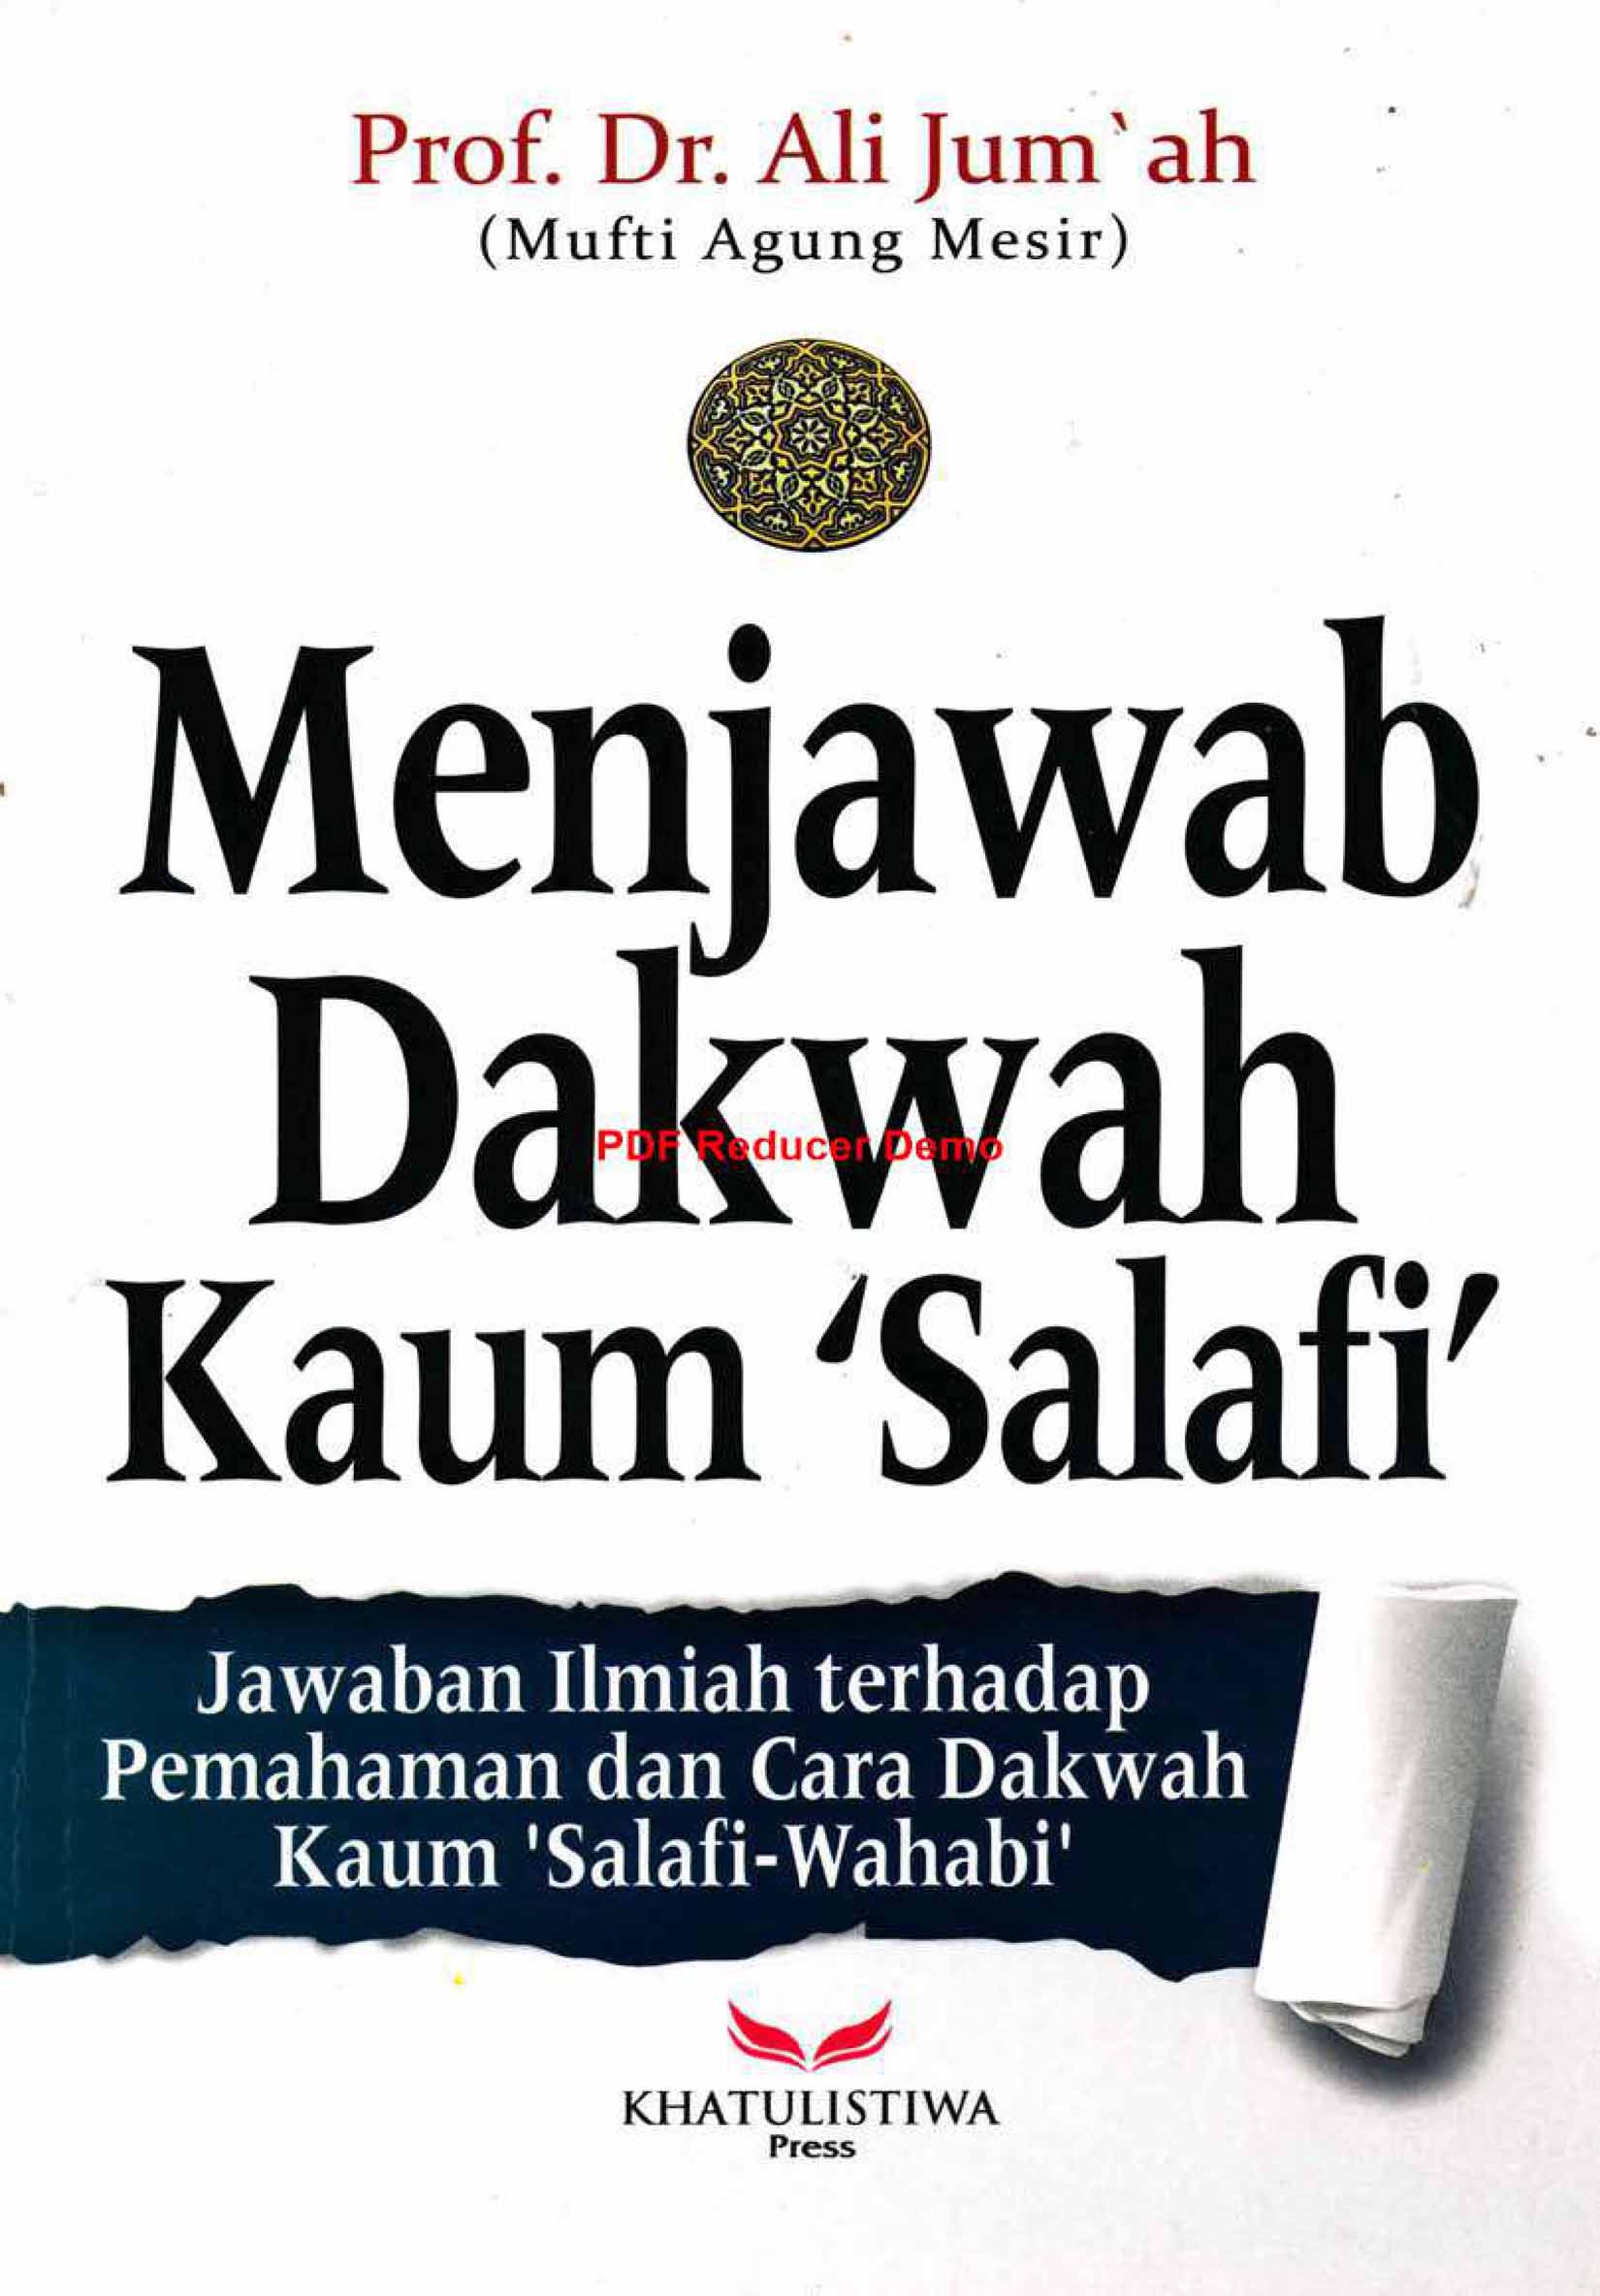 Prof. Dr. Ali Jum`ah
(Mufti Agung Mesir)
Menjawab
Dakwah
PDF Reducer Demo
Kaum ‘Salafi’
Jawaban Ilmiah terhadap
Pemahaman dan Cara Dakwah
Kaum 'Salafi-Wahabi'
KHATULISTIWA
Press